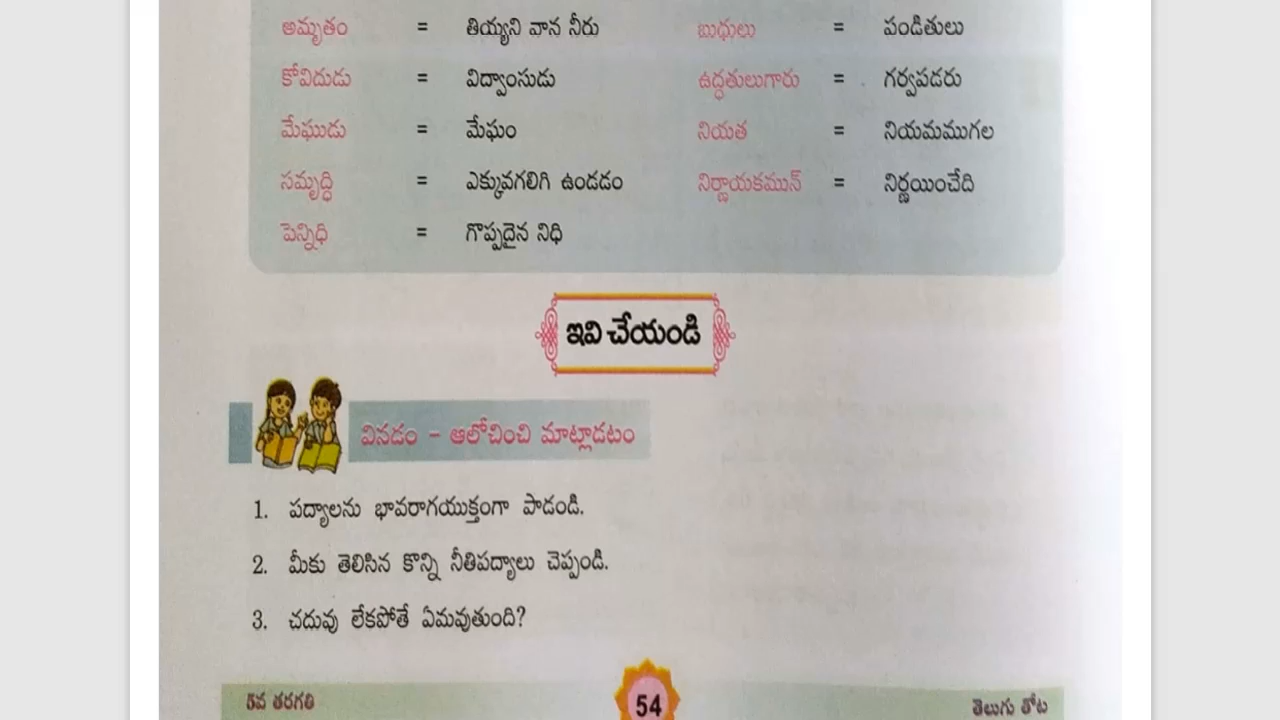 అమృతం = తియ్యని వాన నీరు బుధులు = పండితులు
కోవిదుడు = విద్వాంసుడు ఉద్ధతులుగారు = గర్వపడరు
మేఘుడు = మేఘం నియత = నియమముగల
సమృద్ధి = ఎక్కువగలిగి ఉండడం నిర్ణాయకమున్ = నిర్ణయించేది
పెన్నిధి = గొప్పదైన నిధి
ఇవి చేయండి
వినడం – ఆలోచించి మాట్లాడటం
1. పద్యాలను భావరాగయుక్తంగా పాడండి.
2. మీకు తెలిసిన కొన్ని నీతిపద్యాలు చెప్పండి.
3. చదువు లేకపోతే ఏమవుతుంది?
5వ తరగతి 54 తెలుగు తోట